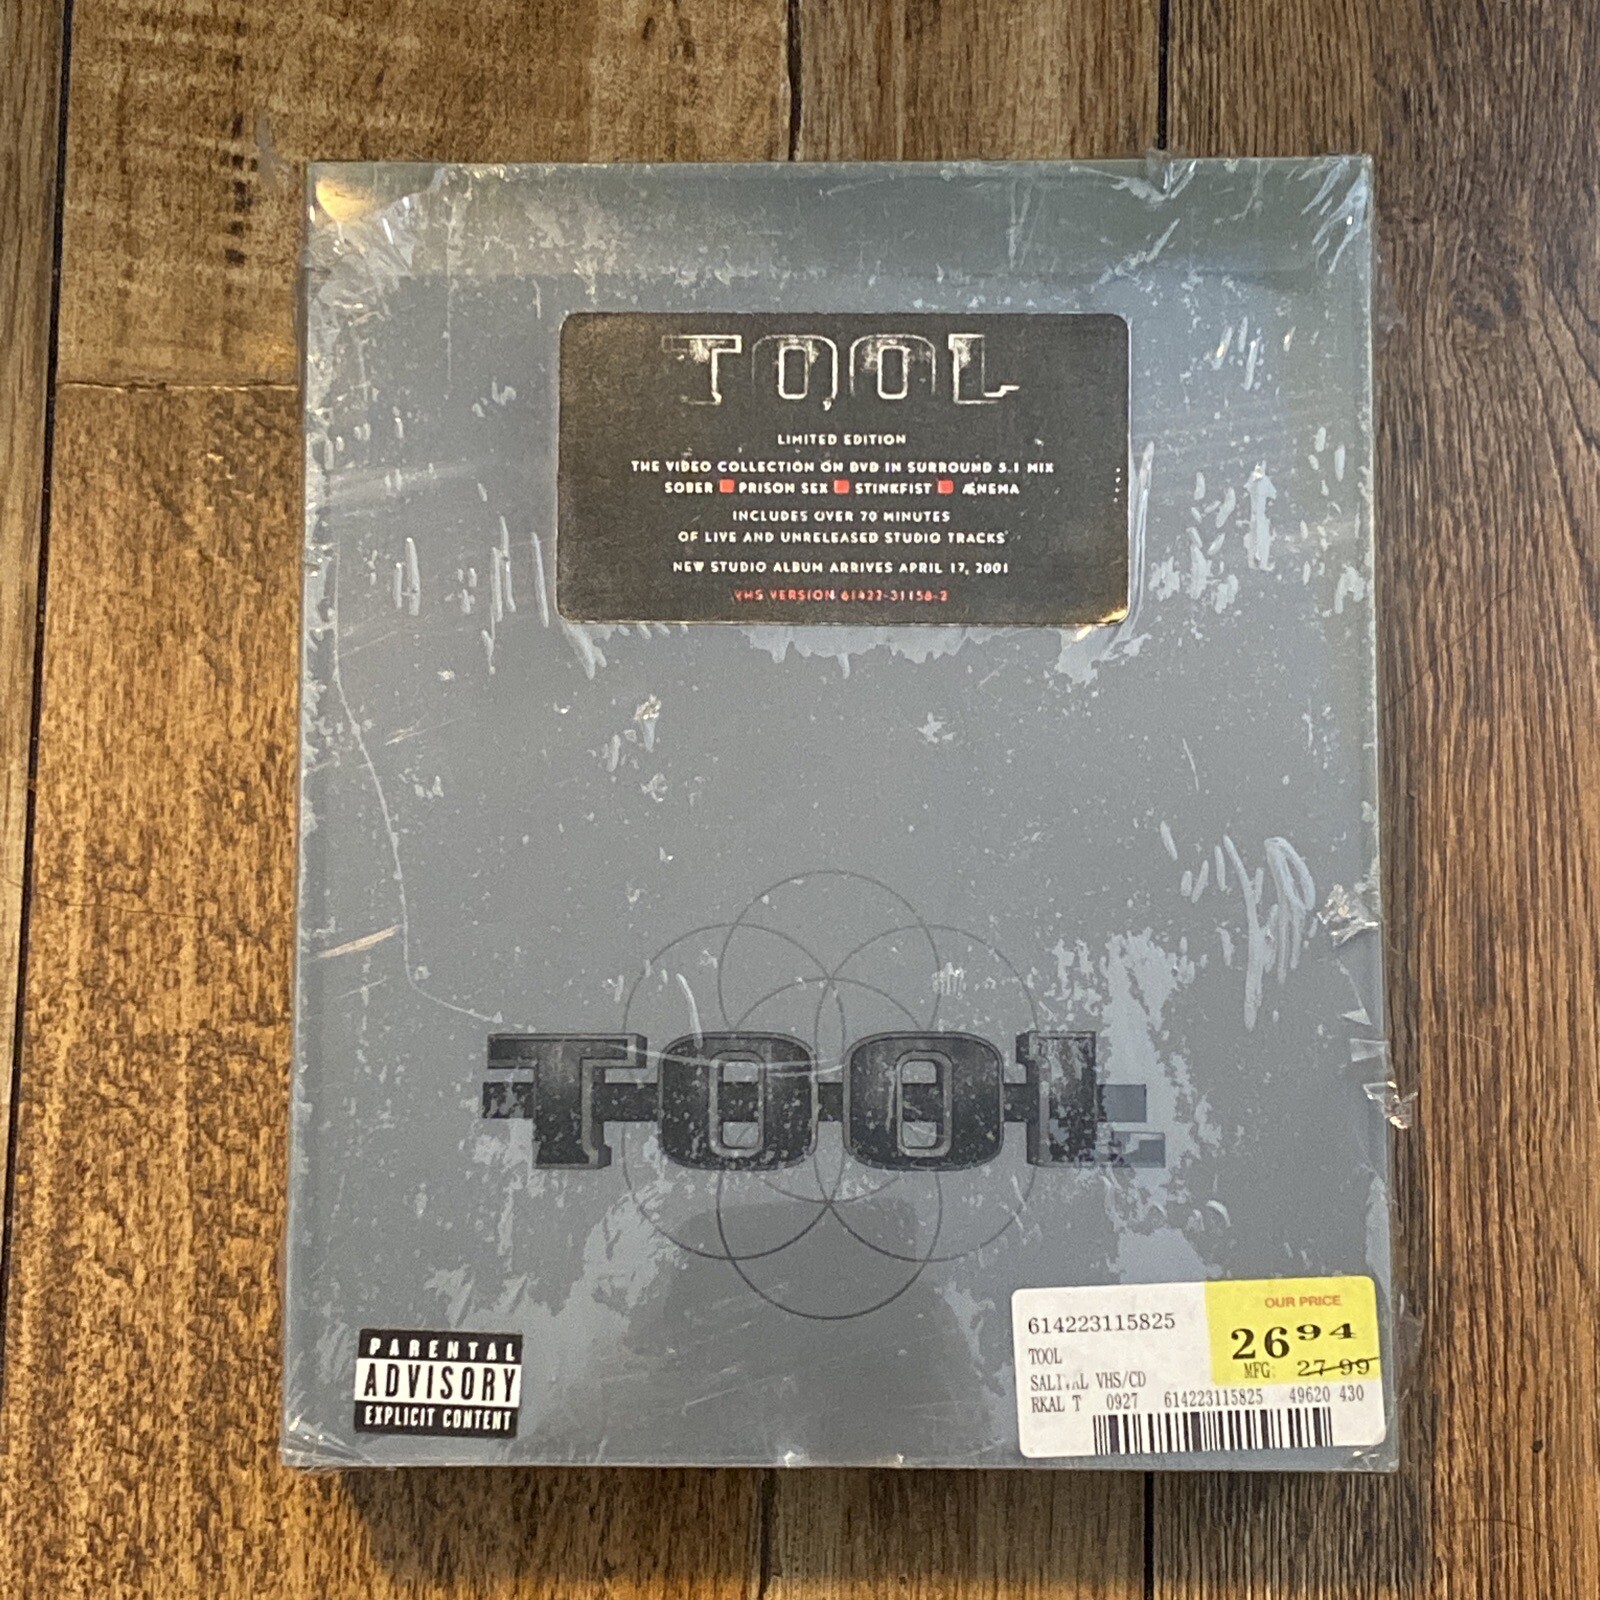 TOOL
LIMITED EDITION
THE VIDEO COLLECTION ON DVD IN SURROUND 5.1 MIX
SOBER PRISON SEX STINKFIST ÆNEMA
INCLUDES OVER 70 MINUTES
OF LIVE AND UNRELEASED STUDIO TRACKS
NEW STUDIO ALBUM ARRIVES APRIL 17, 2001
VHS VERSION 61422-31158-2
TOOL
PARENTAL
ADVISORY
EXPLICIT CONTENT
614223115825
OUR PRICE
26 94
TOOL
MFG: 27.99
VHS/CD
RKAL T 0927 614223115825 49620 430